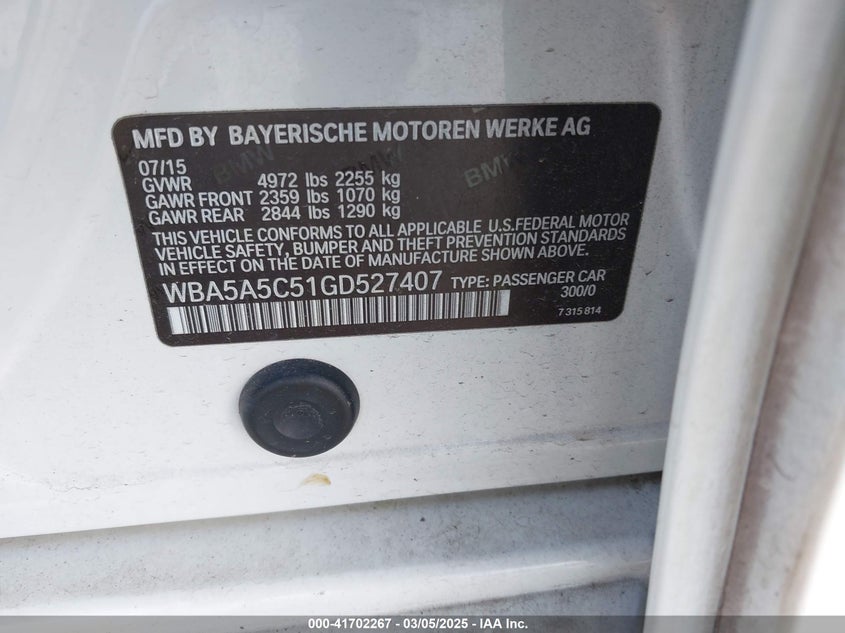 MFD BY BAYERISCHE MOTOREN WERKE AG
07/15
GVWR 4972 lbs 2255 kg
GAWR FRONT 2359 lbs 1070 kg
GAWR REAR 2844 lbs 1290 kg
THIS VEHICLE CONFORMS TO ALL APPLICABLE U.S.FEDERAL MOTOR
VEHICLE SAFETY, BUMPER AND THEFT PREVENTION STANDARDS
IN EFFECT ON THE DATE OF MANUFACTURE SHOWN ABOVE.
WBA5A5C51GD527407 TYPE: PASSENGER CAR
300/0
7 315 814
BMW BMW BMW
000-41702267 - 03/05/2025 - IAA Inc.